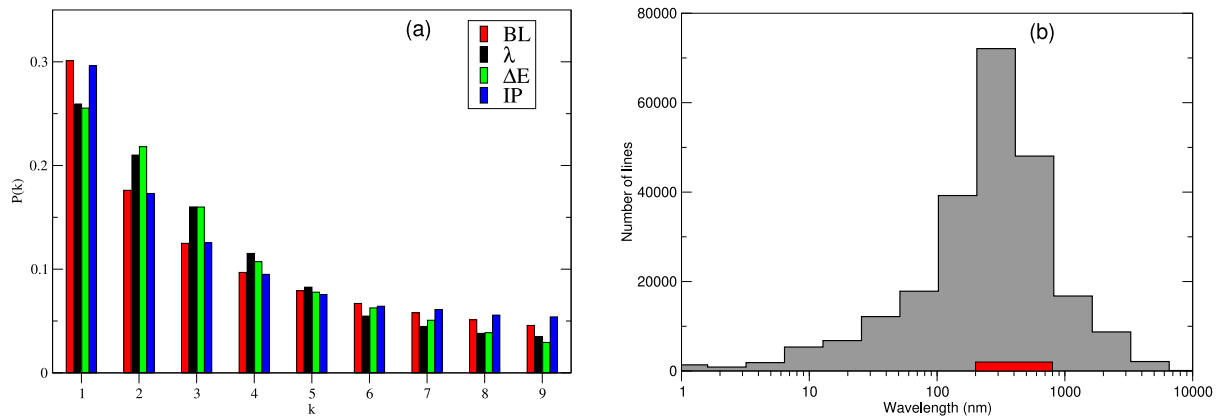 (a)
BL
λ
ΔE
IP
0.3
0.2
0.1
0
P(k)
1 2 3 4 5 6 7 8 9
k
(b)
80000
60000
40000
20000
0
Number of lines
1 10 100 1000 10000
Wavelength (nm)